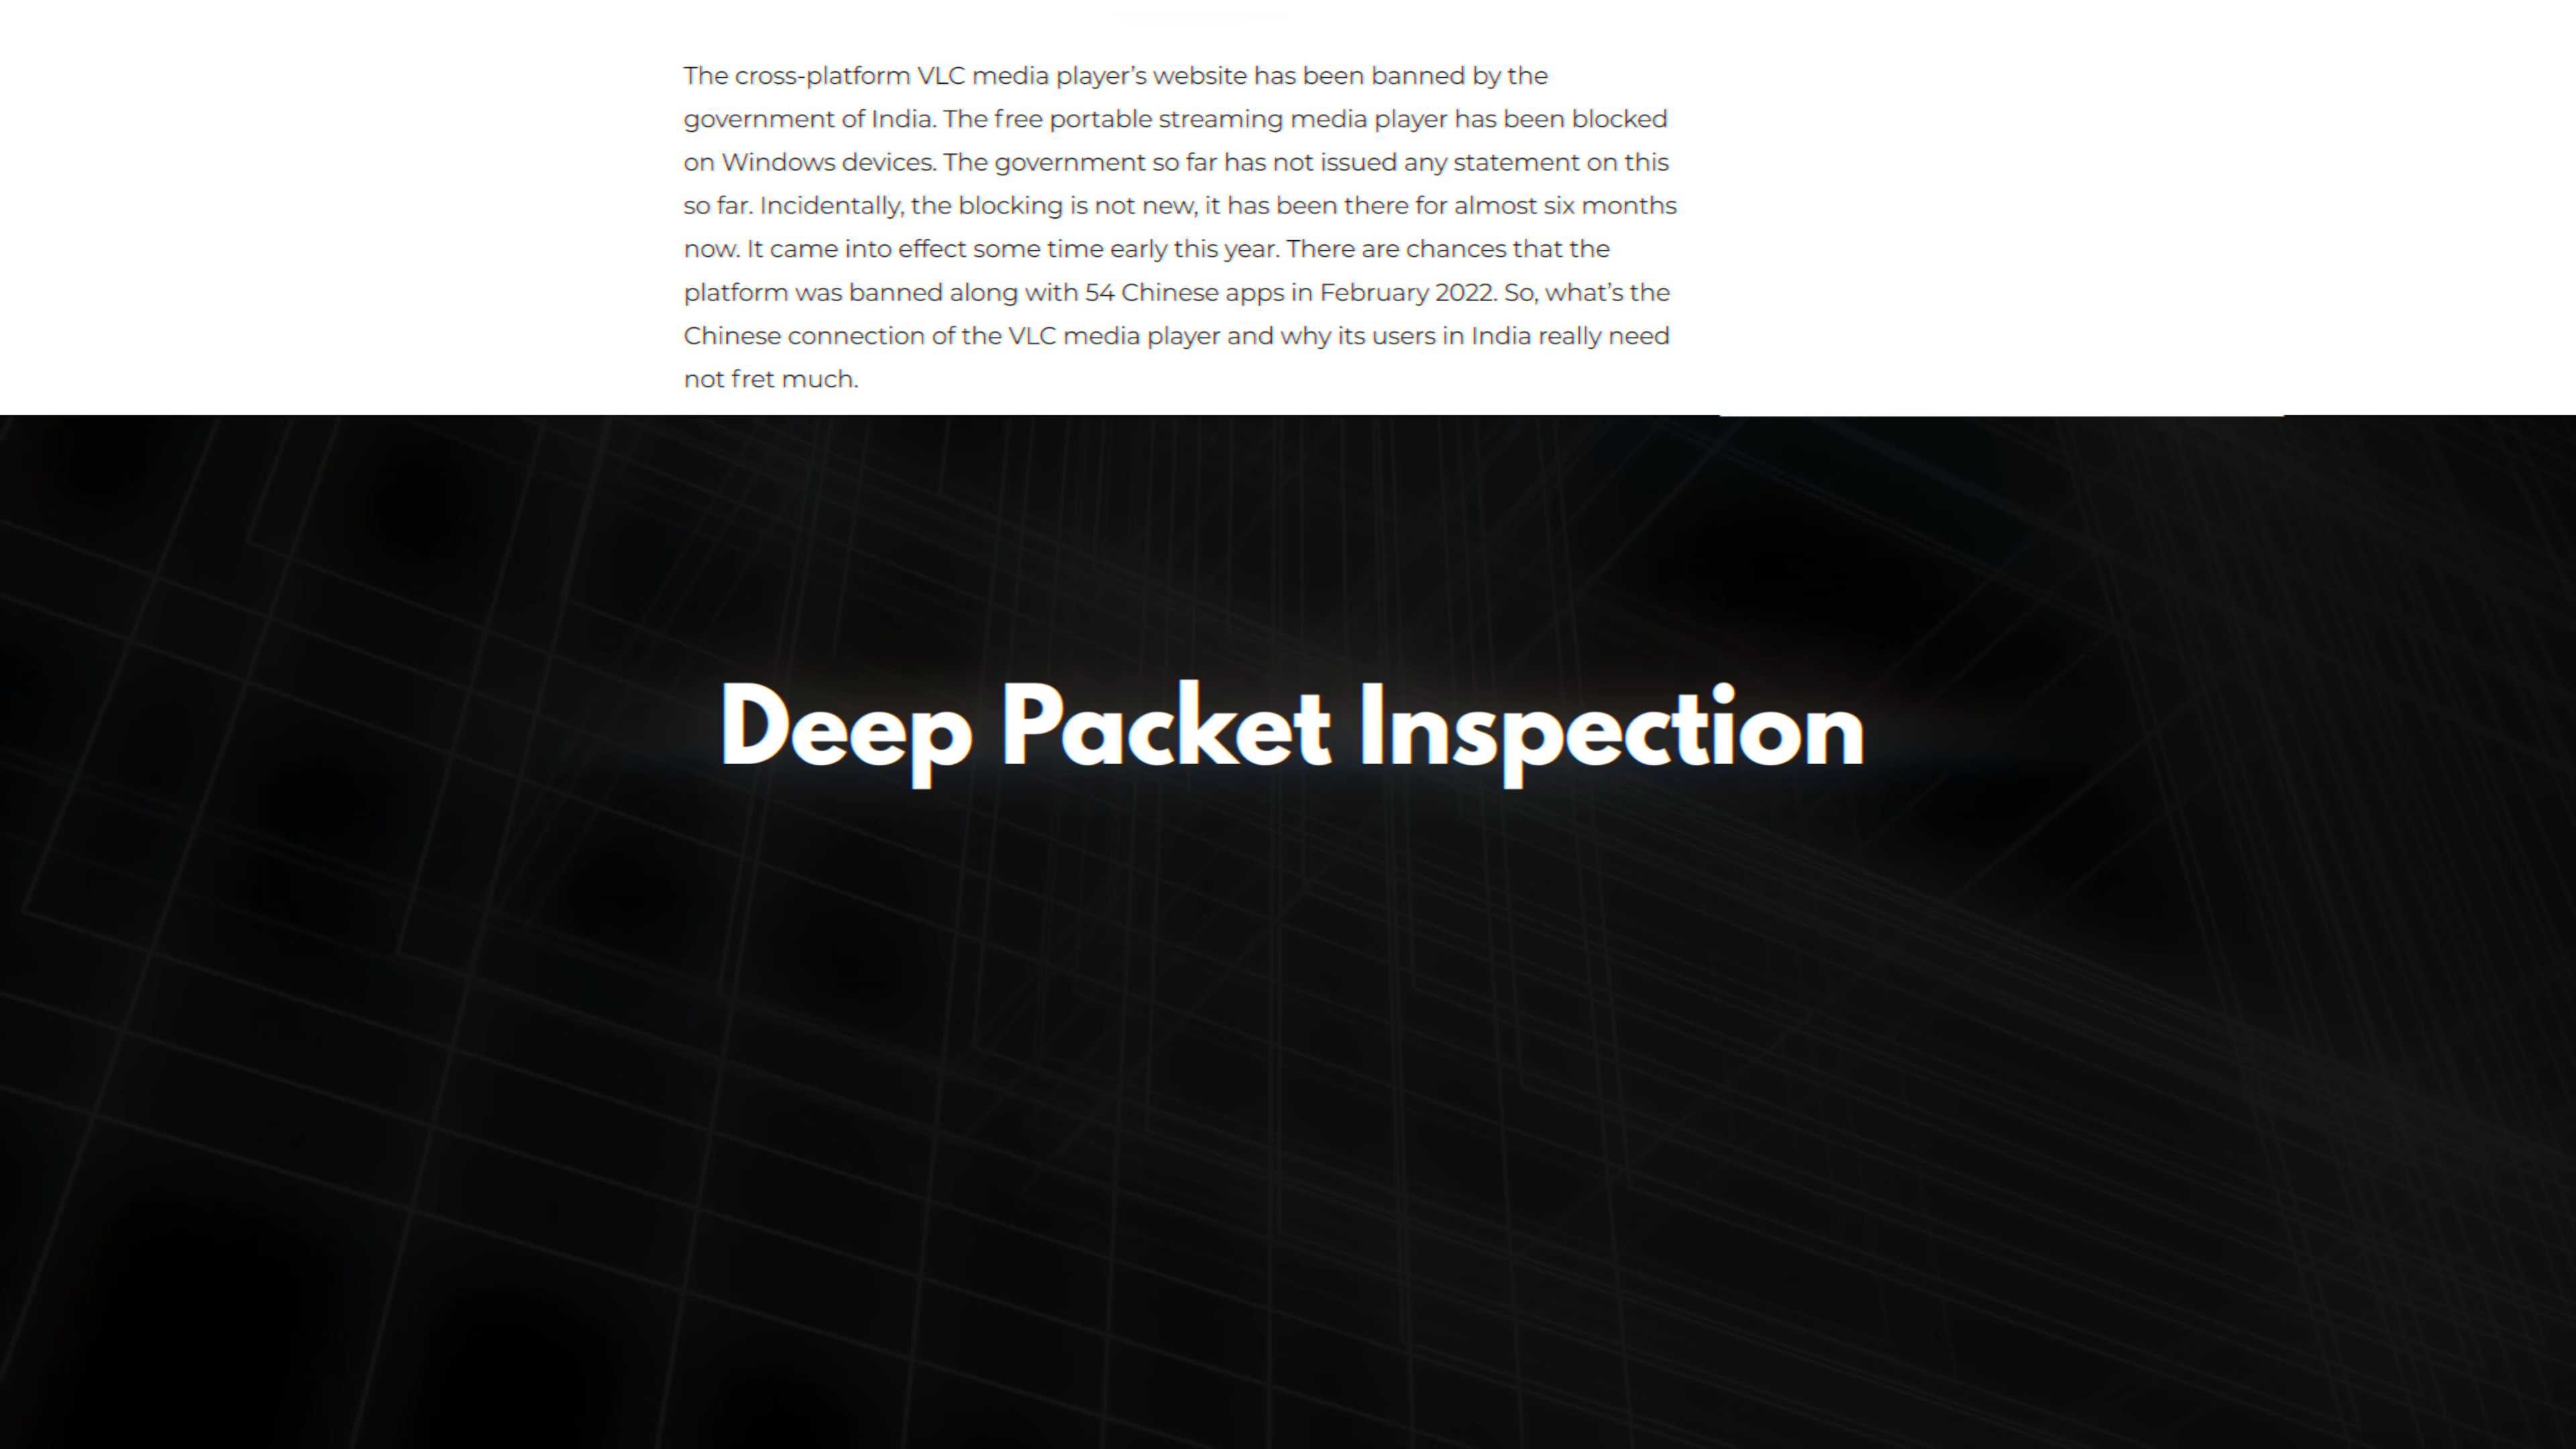 The cross-platform VLC media player’s website has been banned by the
government of India. The free portable streaming media player has been blocked
on Windows devices. The government so far has not issued any statement on this
so far. Incidentally, the blocking is not new, it has been there for almost six months
now. It came into effect some time early this year. There are chances that the
platform was banned along with 54 Chinese apps in February 2022. So, what’s the
Chinese connection of the VLC media player and why its users in India really need
not fret much.
Deep Packet Inspection